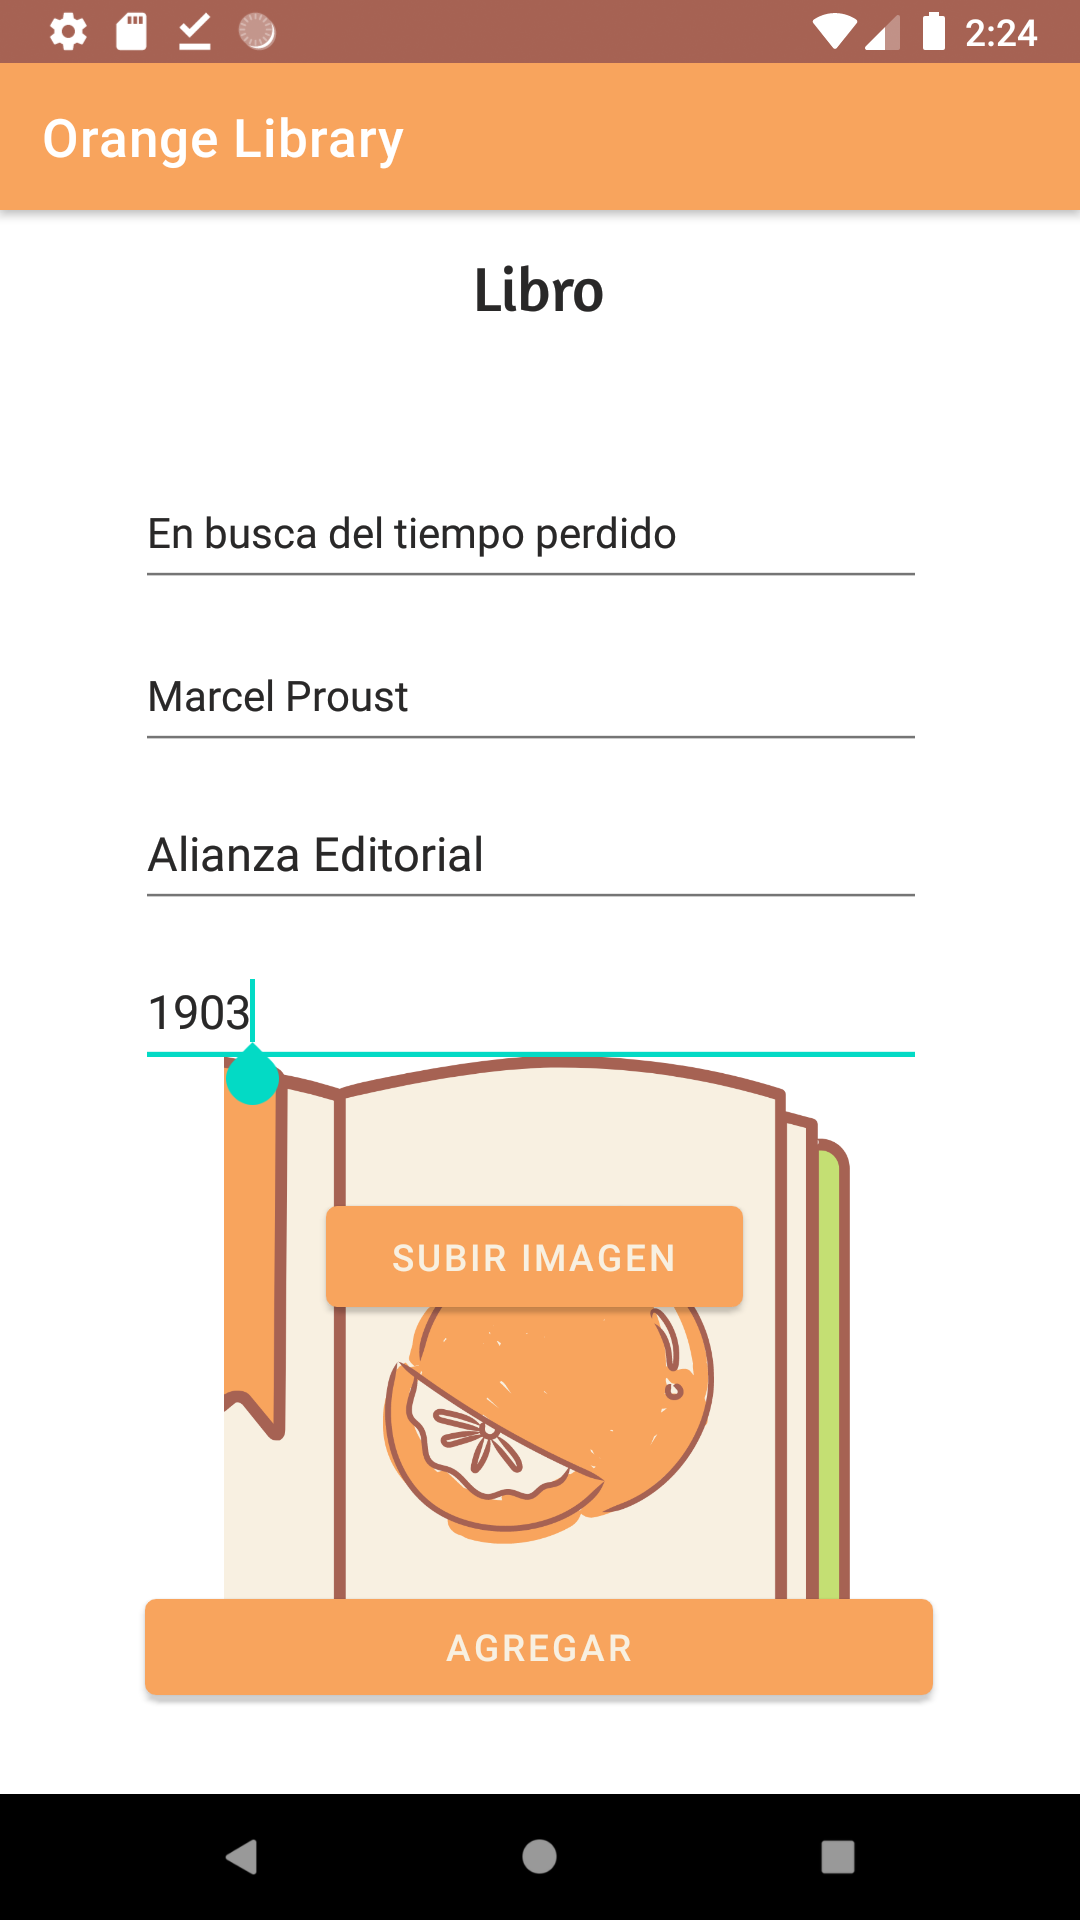 2:24
Orange Library
Libro
En busca del tiempo perdido
Marcel Proust
Alianza Editorial
1903
SUBIR IMAGEN
AGREGAR